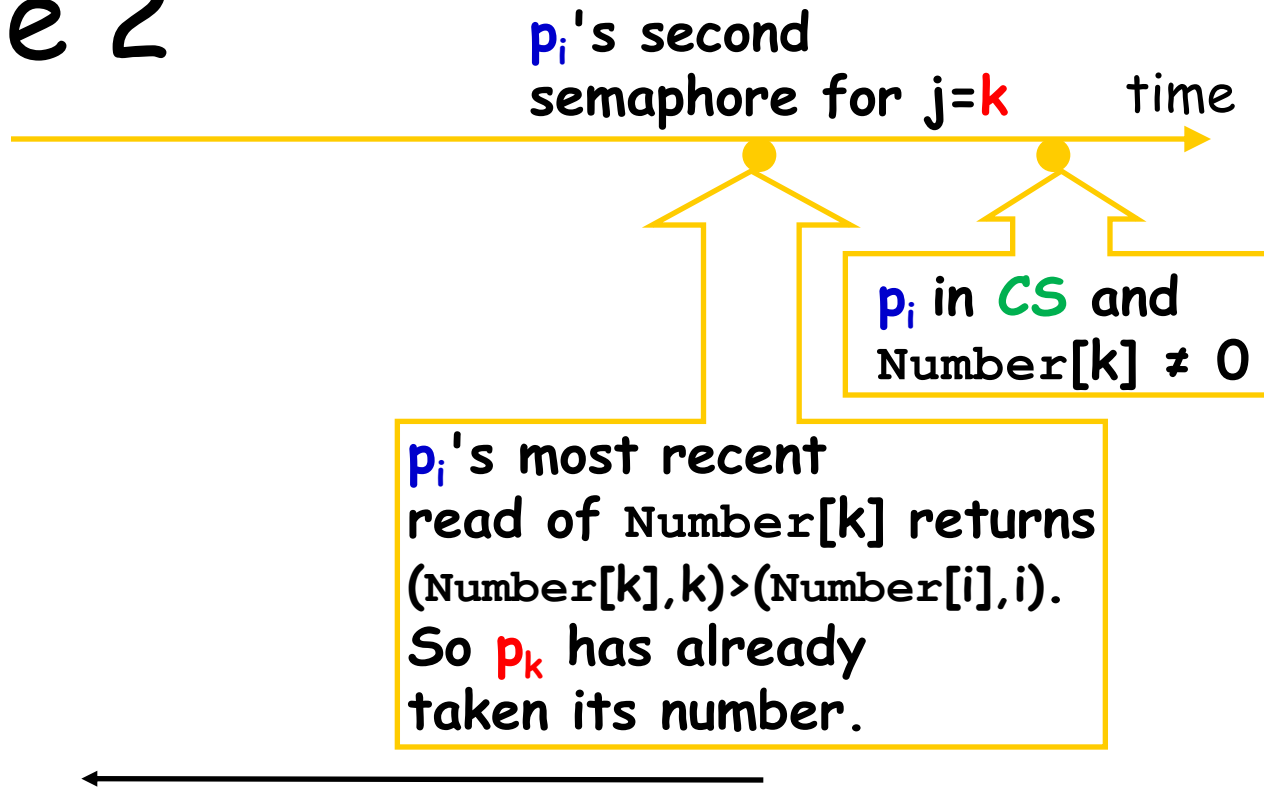 e 2
pᵢ's second
semaphore for j=k
time
pᵢ in CS and
Number[k] ≠ 0
pᵢ's most recent
read of Number[k] returns
(Number[k],k)>(Number[i],i).
So pₖ has already
taken its number.